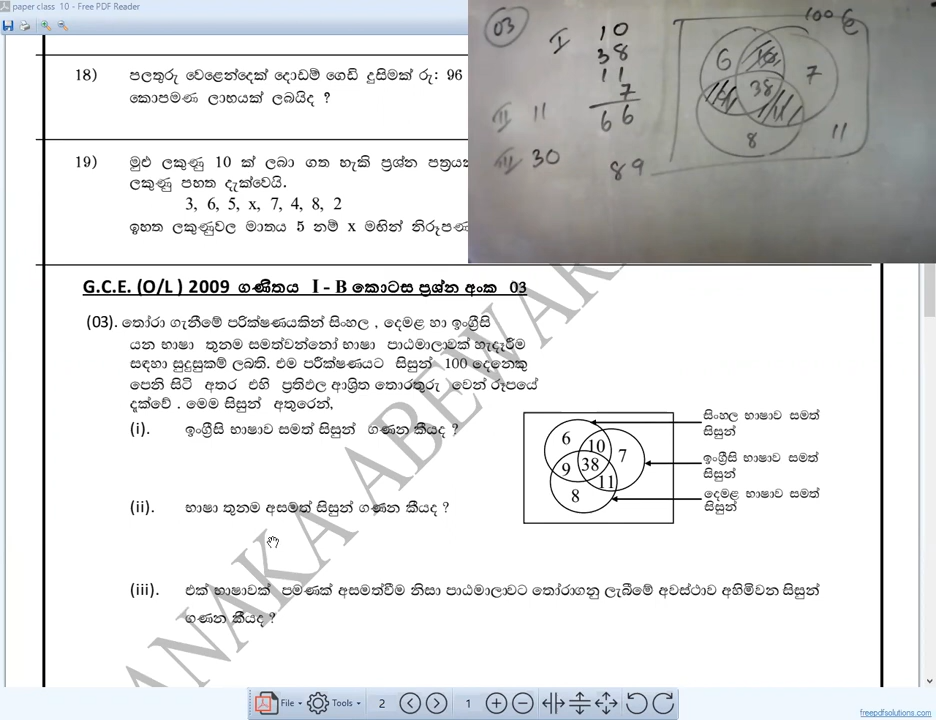 paper class 10 - Free PDF Reader
18) පලතුරු වෙළෙන්දෙක් දොඩම් ගෙඩි දුසිමක් රු: 96
කොපමණ ලාභයක් ලබයිද ?
19) මුළු ලකුණු 10 ක් ලබා ගත හැකි ප්‍රශ්න පත්‍රයක
ලකුණු පහත දැක්වෙයි.
3, 6, 5, x, 7, 4, 8, 2
ඉහත ලකුණුවල මාතය 5 නම් x මඟින් නිරූපණ
03
I 10
38
11
7
66
II 11
III 30
89
100
6
10
7
38
8
11
G.C.E. (O/L ) 2009 ගණිතය I - B කොටස ප්‍රශ්න අංක 03
(03). තෝරා ගැනීමේ පරීක්ෂණයකින් සිංහල , දෙමළ හා ඉංග්‍රීසි
යන භාෂා තුනම සමත්වන්නෝ භාෂා පාඨමාලාවක් හැදෑරීම
සඳහා සුදුසුකම් ලබති. එම පරීක්ෂණයට සිසුන් 100 දෙනෙකු
පෙනි සිටි අතර එහි ප්‍රතිඵල ආශ්‍රිත තොරතුරු වෙන් රූපයේ
දැක්වේ . මෙම සිසුන් අතුරෙන්,
(i). ඉංග්‍රීසි භාෂාව සමත් සිසුන් ගණන කීයද ?
(ii). භාෂා තුනම අසමත් සිසුන් ගණන කීයද ?
(iii). එක් භාෂාවක් පමණක් අසමත්වීම නිසා පාඨමාලාවට තෝරාගනු ලැබීමේ අවස්ථාව අහිමිවන සිසුන්
ගණන කීයද ?
6
10
7
9
38
11
8
සිංහල භාෂාව සමත්
සිසුන්
ඉංග්‍රීසි භාෂාව සමත්
සිසුන්
දෙමළ භාෂාව සමත්
සිසුන්
ANAKA ABEWAR
File
Tools
2
1
freepdfsolutions.com